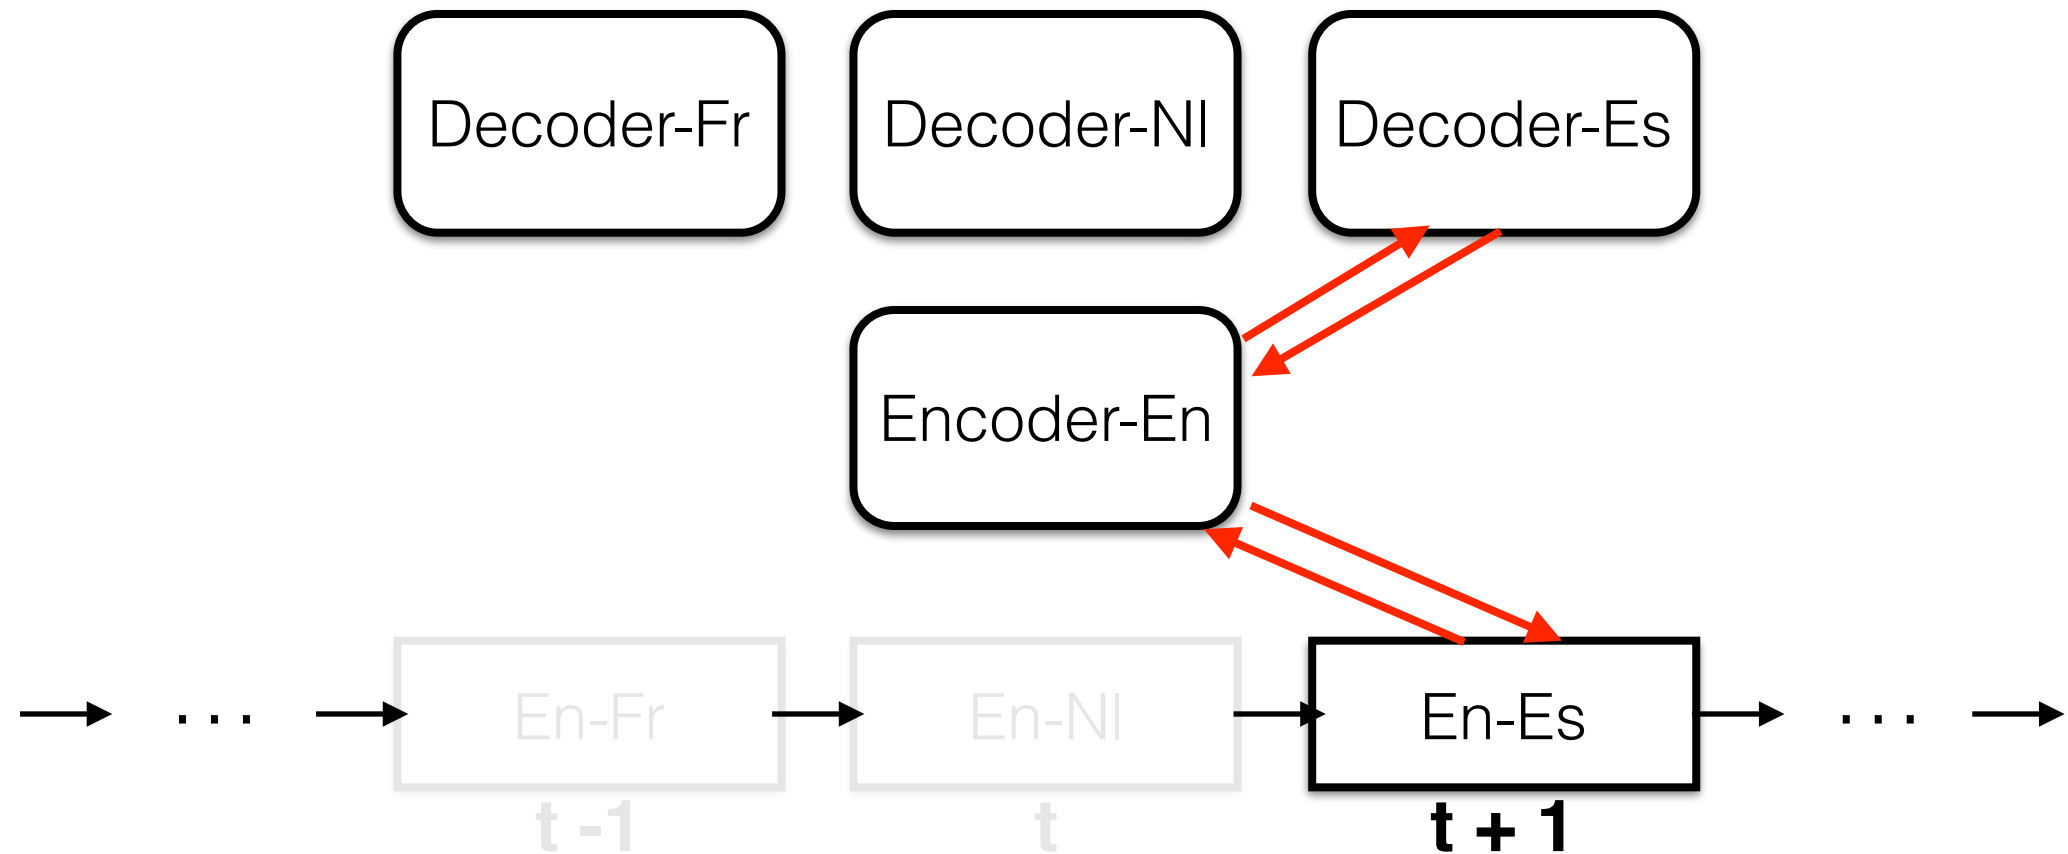 Decoder-Fr Decoder-Nl Decoder-Es
Encoder-En
... En-Fr En-Nl En-Es ...
t -1 t t + 1